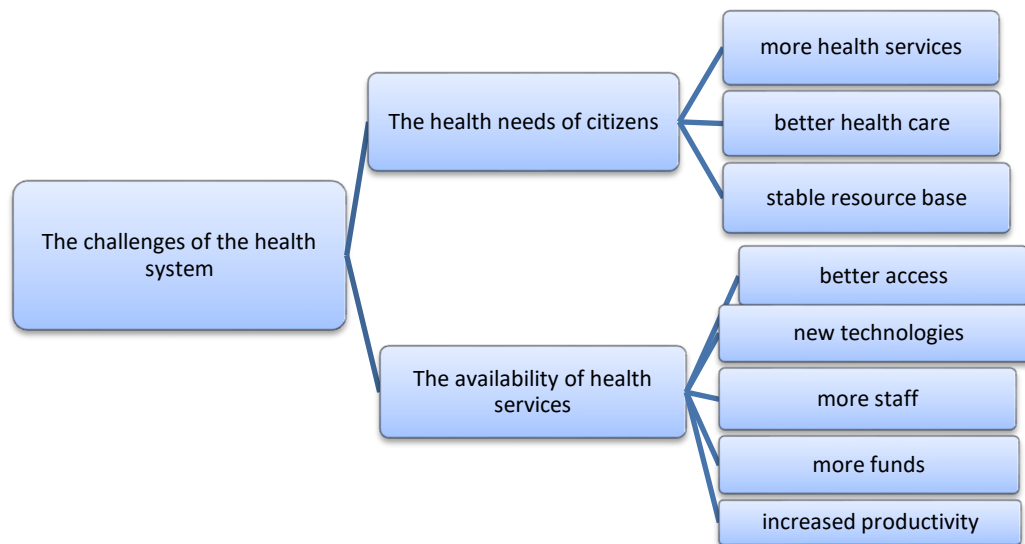 The challenges of the health
system
The health needs of citizens
more health services
better health care
stable resource base
The availability of health
services
better access
new technologies
more staff
more funds
increased productivity